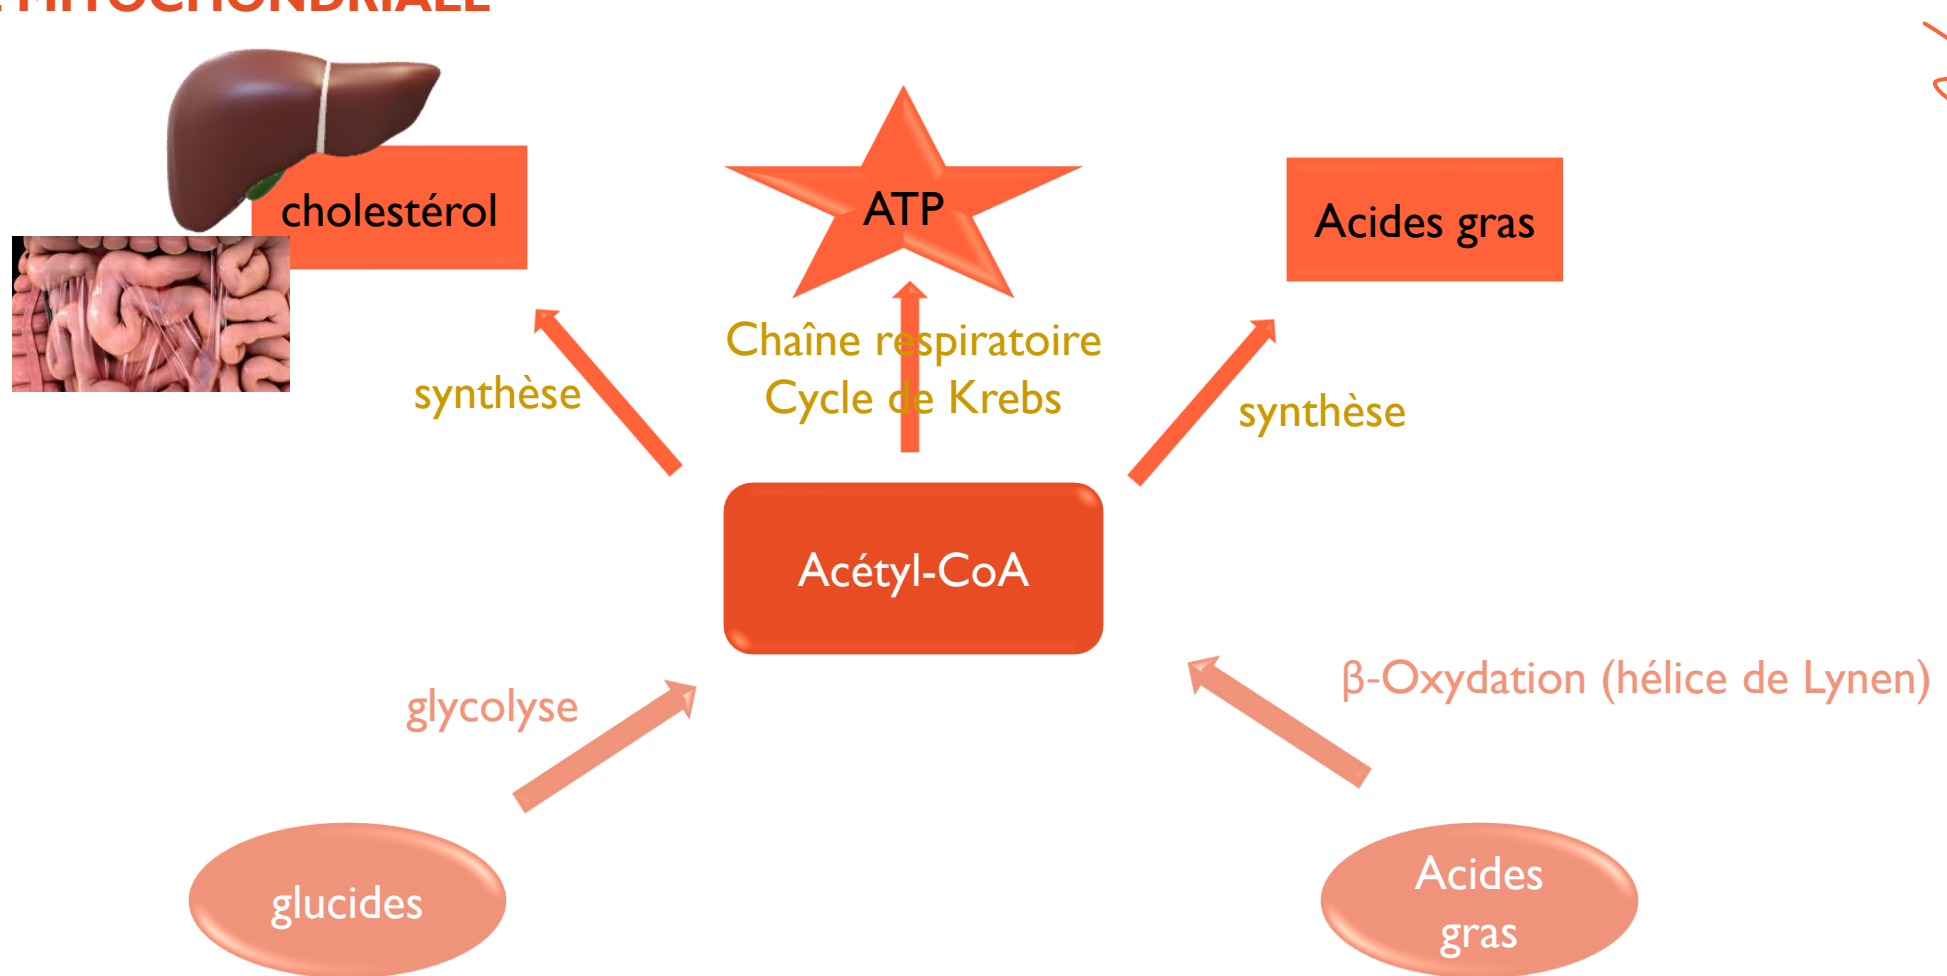 MITOCHONDRIALE
cholestérol
ATP
Acides gras
Chaîne respiratoire
Cycle de Krebs
synthèse
synthèse
Acétyl-CoA
glycolyse
β-Oxydation (hélice de Lynen)
glucides
Acides
gras